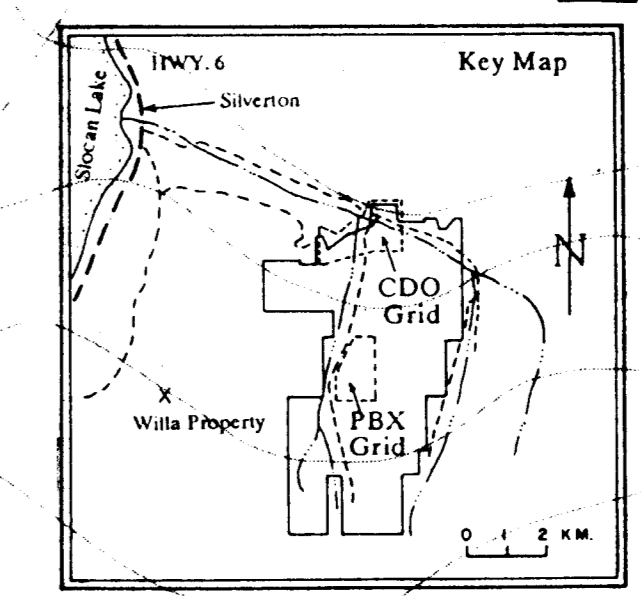 HWY. 6
Key Map
Silverton
Slocan Lake
N
CDO
Grid
PBX
Grid
X
Willa Property
0 1 2 KM.